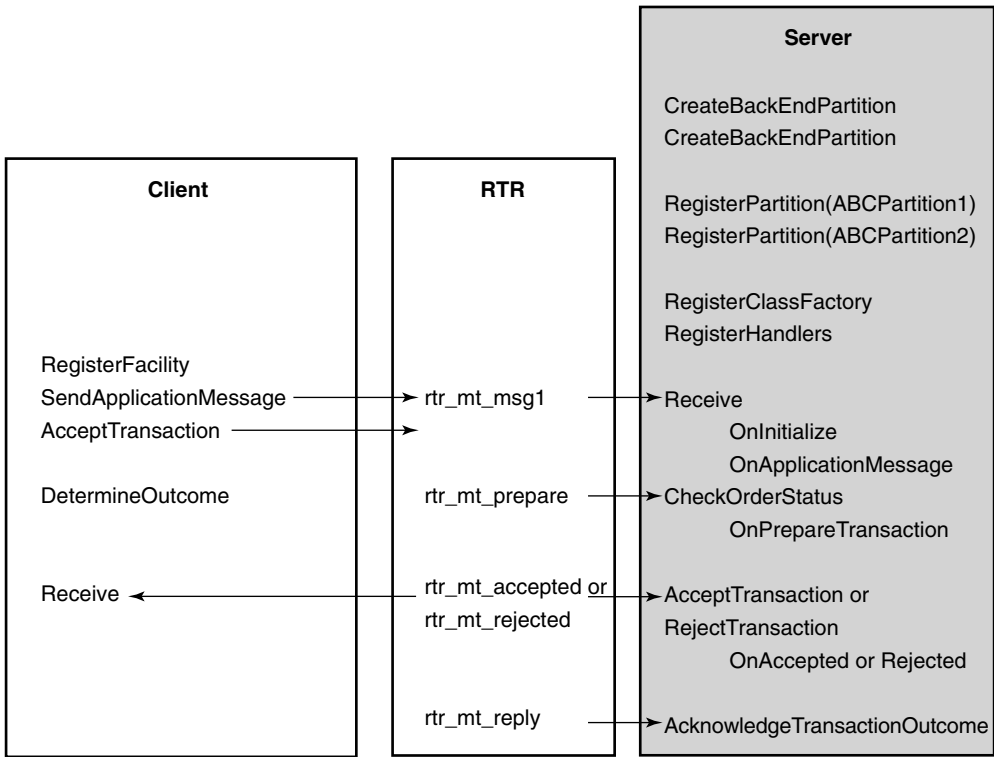 Client
RegisterFacility
SendApplicationMessage
AcceptTransaction
DetermineOutcome
Receive
RTR
rtr_mt_msg1
rtr_mt_prepare
rtr_mt_accepted or
rtr_mt_rejected
rtr_mt_reply
Server
CreateBackEndPartition
CreateBackEndPartition
RegisterPartition(ABCPartition1)
RegisterPartition(ABCPartition2)
RegisterClassFactory
RegisterHandlers
Receive
OnInitialize
OnApplicationMessage
CheckOrderStatus
OnPrepareTransaction
AcceptTransaction or
RejectTransaction
OnAccepted or Rejected
AcknowledgeTransactionOutcome